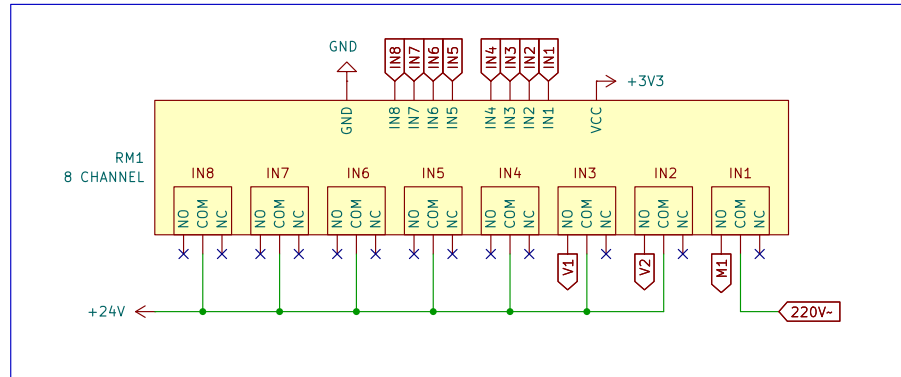 GND
IN8 IN7 IN6 IN5 IN4 IN3 IN2 IN1
+3V3
GND IN8 IN7 IN6 IN5 IN4 IN3 IN2 IN1 VCC
RM1
8 CHANNEL
IN8 IN7 IN6 IN5 IN4 IN3 IN2 IN1
NO COM NC NO COM NC NO COM NC NO COM NC NO COM NC NO COM NC NO COM NC NO COM NC
V1 V2 M1
+24V
220V~